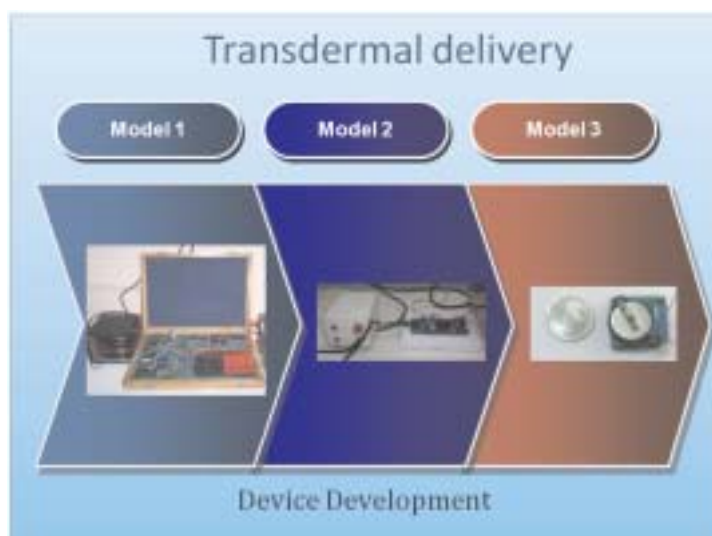 Transdermal delivery
Model 1
Model 2
Model 3
Device Development